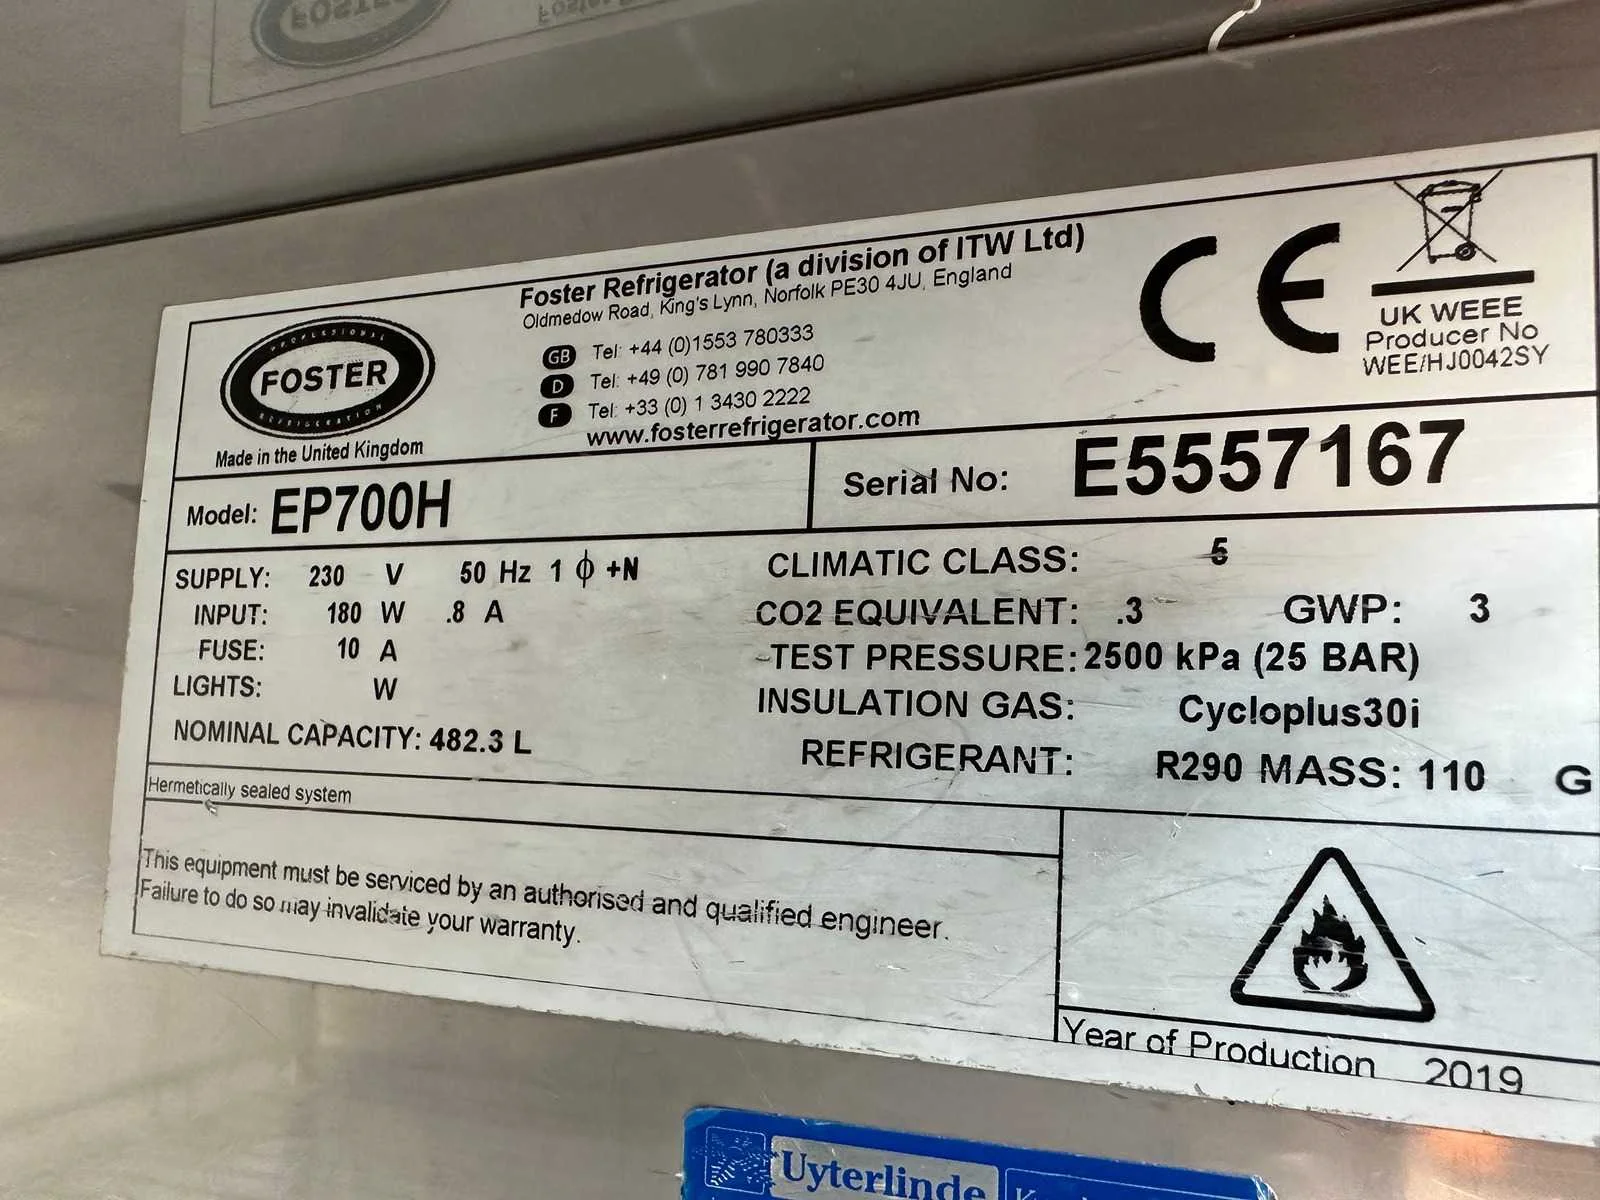 FOSTER
Foster Refrigerator (a division of ITW Ltd)
Oldmedow Road, King's Lynn, Norfolk PE30 4JU, England
GB Tel: +44 (0)1553 780333
D Tel: +49 (0) 781 990 7840
F Tel: +33 (0) 1 3430 2222
www.fosterrefrigerator.com
PROFESSIONAL
FOSTER
REFRIGERATION
Made in the United Kingdom
CE
UK WEEE
Producer No
WEE/HJ0042SY
Model: EP700H
Serial No: E5557167
SUPPLY: 230 V 50 Hz 1 ϕ +N
INPUT: 180 W .8 A
FUSE: 10 A
LIGHTS: W
NOMINAL CAPACITY: 482.3 L
CLIMATIC CLASS: 5
CO2 EQUIVALENT: .3 GWP: 3
TEST PRESSURE: 2500 kPa (25 BAR)
INSULATION GAS: Cycloplus30i
REFRIGERANT: R290 MASS: 110 G
Hermetically sealed system
This equipment must be serviced by an authorised and qualified engineer.
Failure to do so may invalidate your warranty.
Year of Production 2019
Uyterlinde